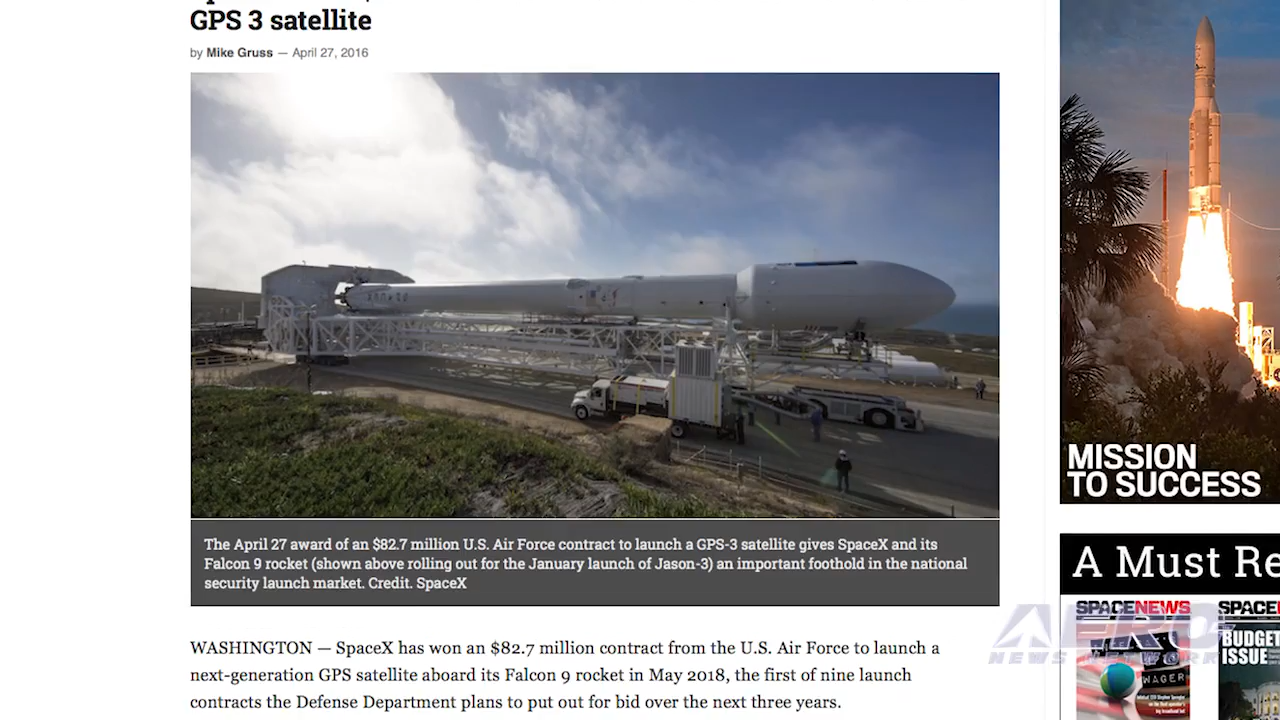 GPS 3 satellite
by Mike Gruss — April 27, 2016
The April 27 award of an $82.7 million U.S. Air Force contract to launch a GPS-3 satellite gives SpaceX and its
Falcon 9 rocket (shown above rolling out for the January launch of Jason-3) an important foothold in the national
security launch market. Credit. SpaceX
WASHINGTON — SpaceX has won an $82.7 million contract from the U.S. Air Force to launch a
next-generation GPS satellite aboard its Falcon 9 rocket in May 2018, the first of nine launch
contracts the Defense Department plans to put out for bid over the next three years.
MISSION
TO SUCCESS
A Must Re
SPACENEWS
SPACE
BUDGET
ISSUE
WAGER
AERO
NEWS NETWORK